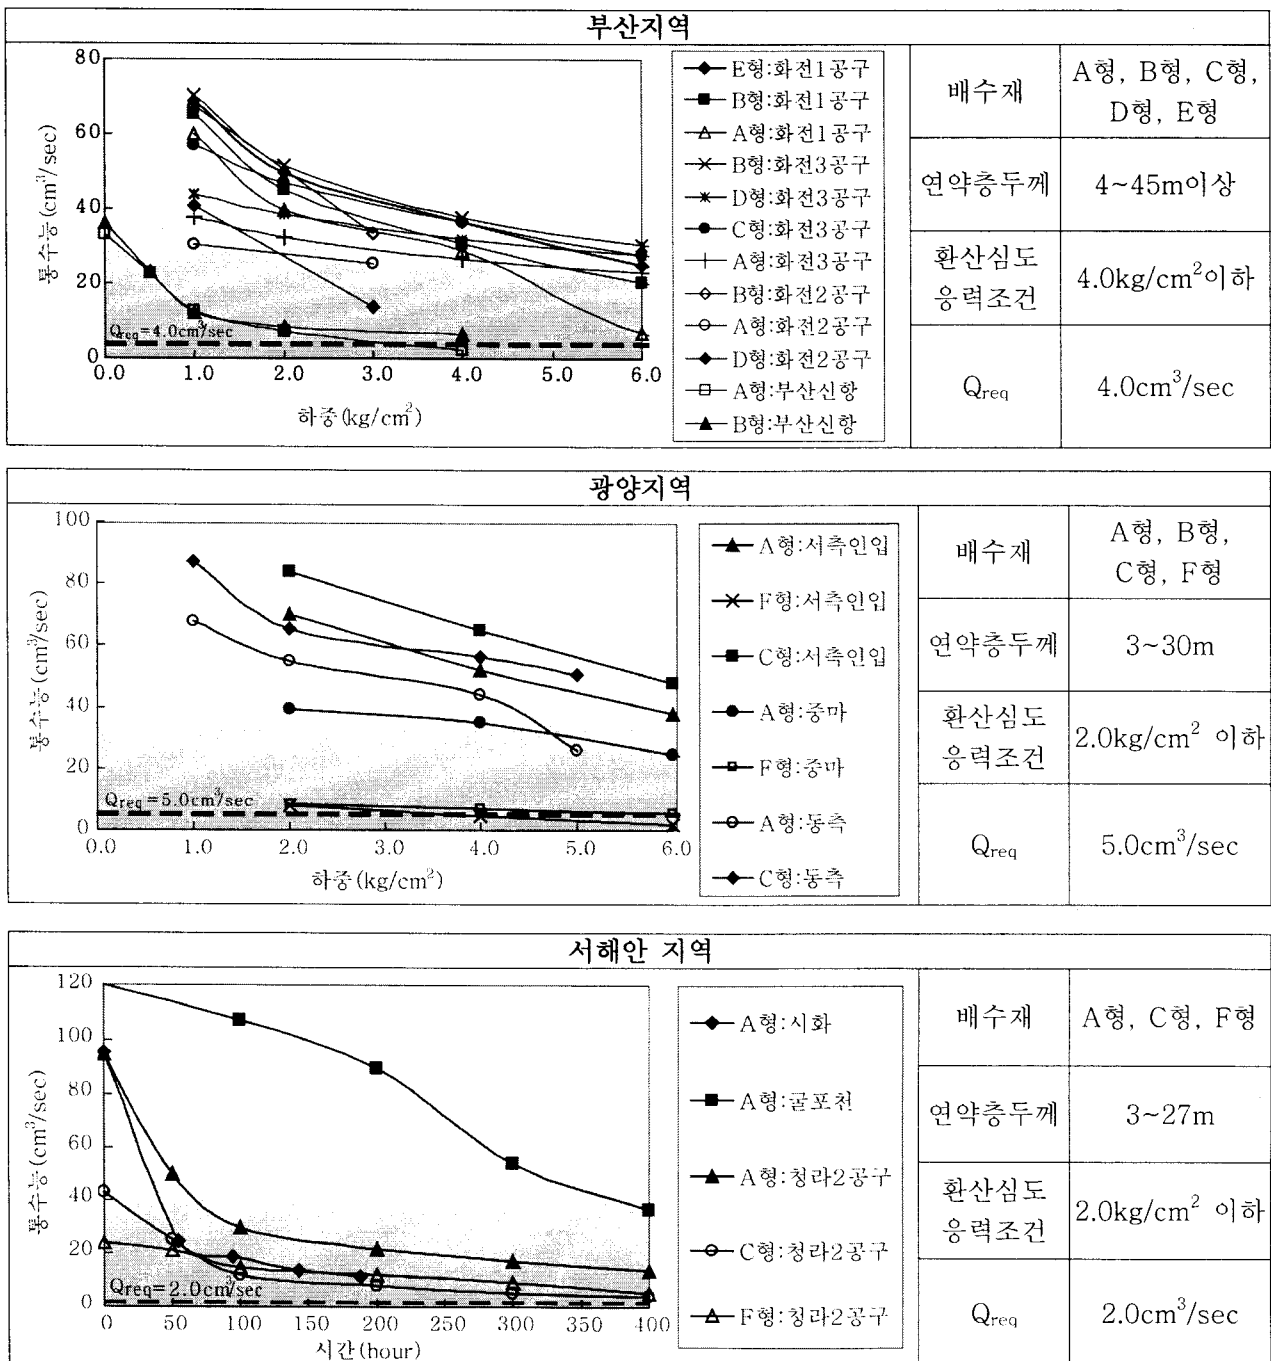 부산지역
80
60
40
20
0
통수능(cm³/sec)
Qreq=4.0cm³/sec
0.0 1.0 2.0 3.0 4.0 5.0 6.0
하중(kg/cm²)
E형:화전1공구
B형:화전1공구
A형:화전1공구
B형:화전3공구
D형:화전3공구
C형:화전3공구
A형:화전3공구
B형:화전2공구
A형:화전2공구
D형:화전2공구
A형:부산신항
B형:부산신항
배수재
A형, B형, C형,
D형, E형
연약층두께
4~45m이상
환산심도
응력조건
4.0kg/cm²이하
Qreq
4.0cm³/sec
광양지역
100
80
60
40
20
0
통수능(cm³/sec)
Qreq=5.0cm³/sec
0.0 1.0 2.0 3.0 4.0 5.0 6.0
하중(kg/cm²)
A형:서측인입
F형:서측인입
C형:서측인입
A형:중마
F형:중마
A형:동측
C형:동측
배수재
A형, B형,
C형, F형
연약층두께
3~30m
환산심도
응력조건
2.0kg/cm² 이하
Qreq
5.0cm³/sec
서해안 지역
120
100
80
60
40
20
0
통수능(cm³/sec)
Qreq=2.0cm³/sec
0 50 100 150 200 250 300 350 400
시간(hour)
A형:시화
A형:굴포천
A형:청라2공구
C형:청라2공구
F형:청라2공구
배수재
A형, C형, F형
연약층두께
3~27m
환산심도
응력조건
2.0kg/cm² 이하
Qreq
2.0cm³/sec